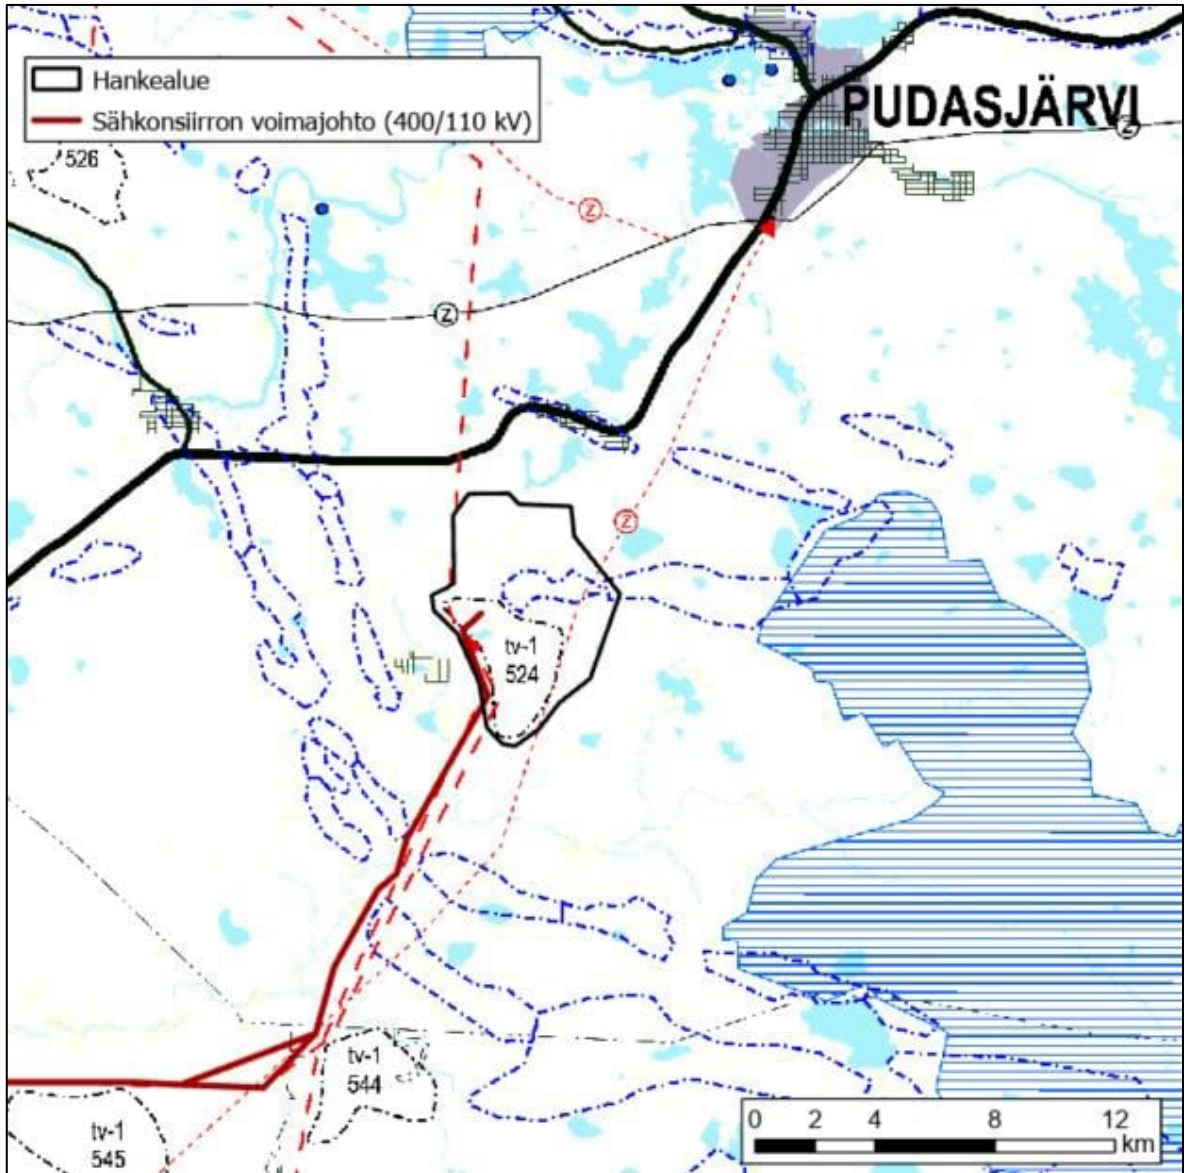 Hankealue
Sähkonsiirron voimajohto (400/110 kV)
PUDASJÄRVI
526
z
z
z
z
tv-1
524
tv-1
544
tv-1
545
0 2 4 8 12
km